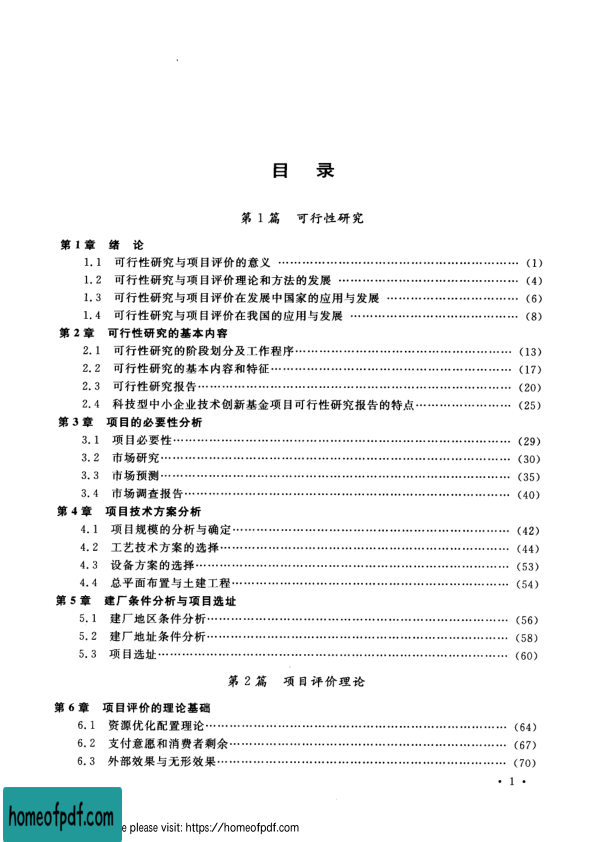 目 录
第1篇 可行性研究
第1章 绪 论
1.1 可行性研究与项目评价的意义 ……………………………………………………(1)
1.2 可行性研究与项目评价理论和方法的发展 ………………………………………(4)
1.3 可行性研究与项目评价在发展中国家的应用与发展 ……………………………(6)
1.4 可行性研究与项目评价在我国的应用与发展 ……………………………………(8)
第2章 可行性研究的基本内容
2.1 可行性研究的阶段划分及工作程序………………………………………………(13)
2.2 可行性研究的基本内容和特征……………………………………………………(17)
2.3 可行性研究报告……………………………………………………………………(20)
2.4 科技型中小企业技术创新基金项目可行性研究报告的特点……………………(25)
第3章 项目的必要性分析
3.1 项目必要性…………………………………………………………………………(29)
3.2 市场研究……………………………………………………………………………(30)
3.3 市场预测……………………………………………………………………………(35)
3.4 市场调查报告………………………………………………………………………(40)
第4章 项目技术方案分析
4.1 项目规模的分析与确定……………………………………………………………(42)
4.2 工艺技术方案的选择………………………………………………………………(44)
4.3 设备方案的选择……………………………………………………………………(53)
4.4 总平面布置与土建工程……………………………………………………………(54)
第5章 建厂条件分析与项目选址
5.1 建厂地区条件分析…………………………………………………………………(56)
5.2 建厂地址条件分析…………………………………………………………………(58)
5.3 项目选址……………………………………………………………………………(60)
第2篇 项目评价理论
第6章 项目评价的理论基础
6.1 资源优化配置理论…………………………………………………………………(64)
6.2 支付意愿和消费者剩余……………………………………………………………(67)
6.3 外部效果与无形效果………………………………………………………………(70)
· 1 ·
homeofpdf.com
e please visit: https://homeofpdf.com